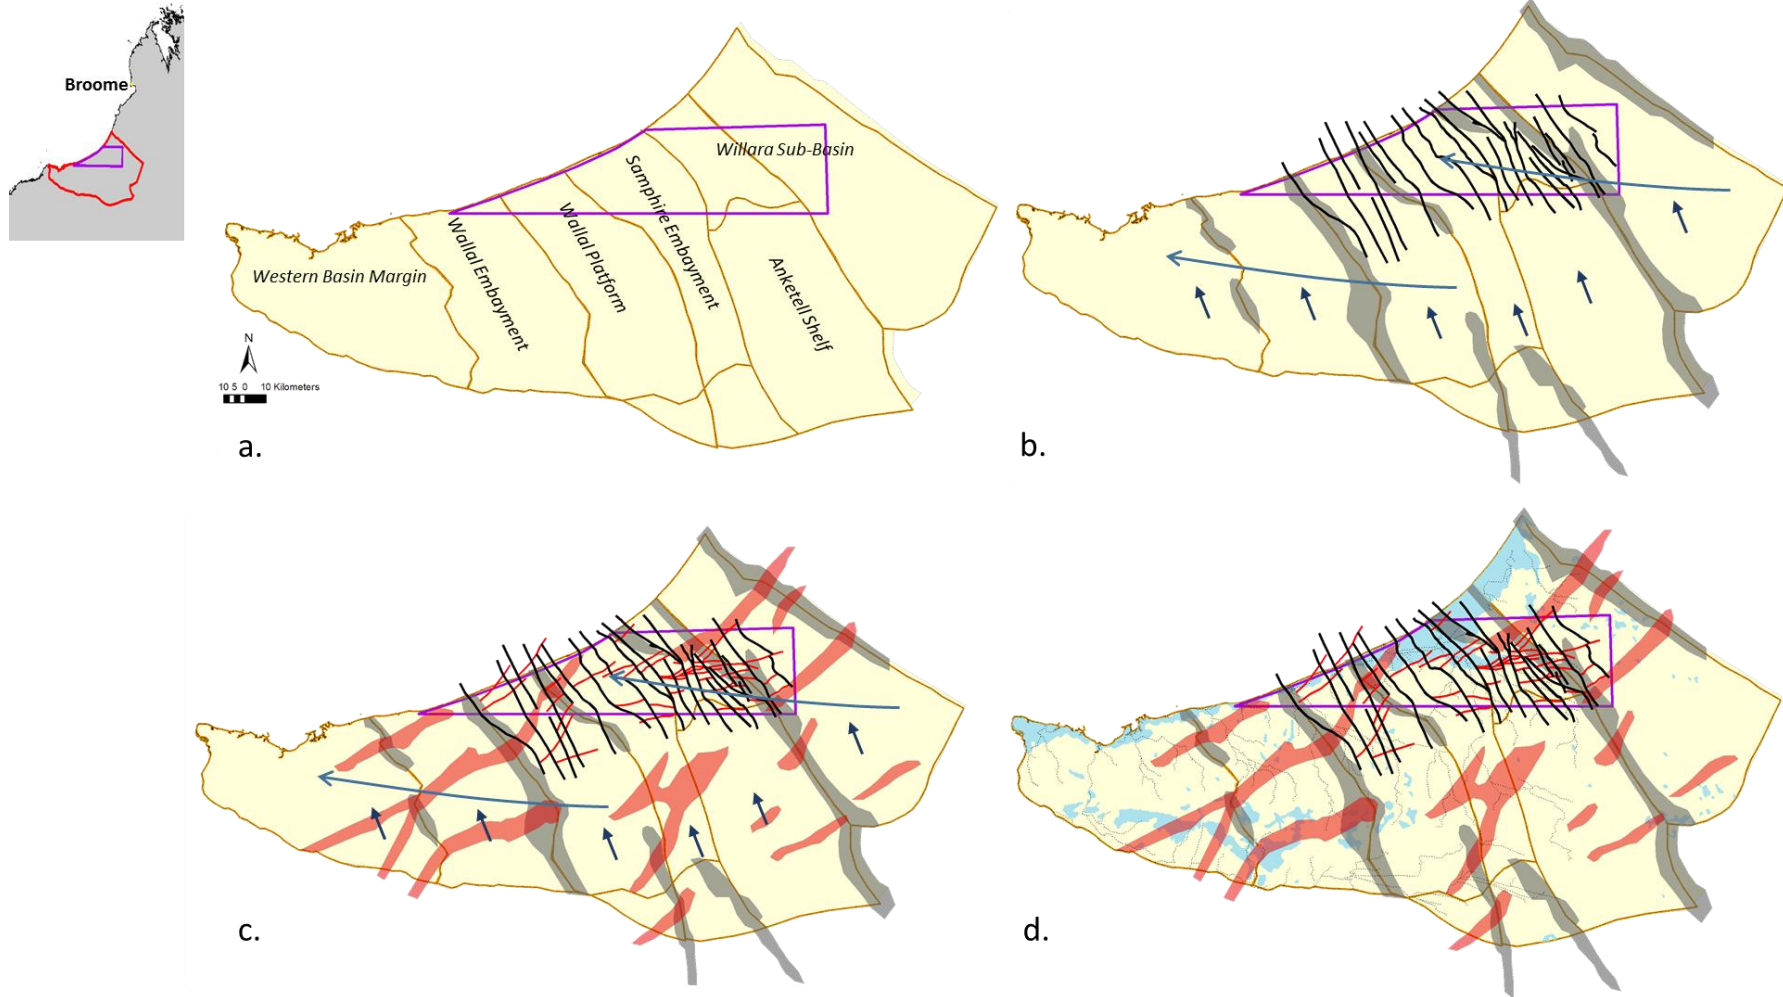 Broome
Willara Sub-Basin
Samphire Embayment
Wallal Platform
Wallal Embayment
Western Basin Margin
Anketell Shelf
N
10 5 0 10 Kilometers
a.
b.
c.
d.